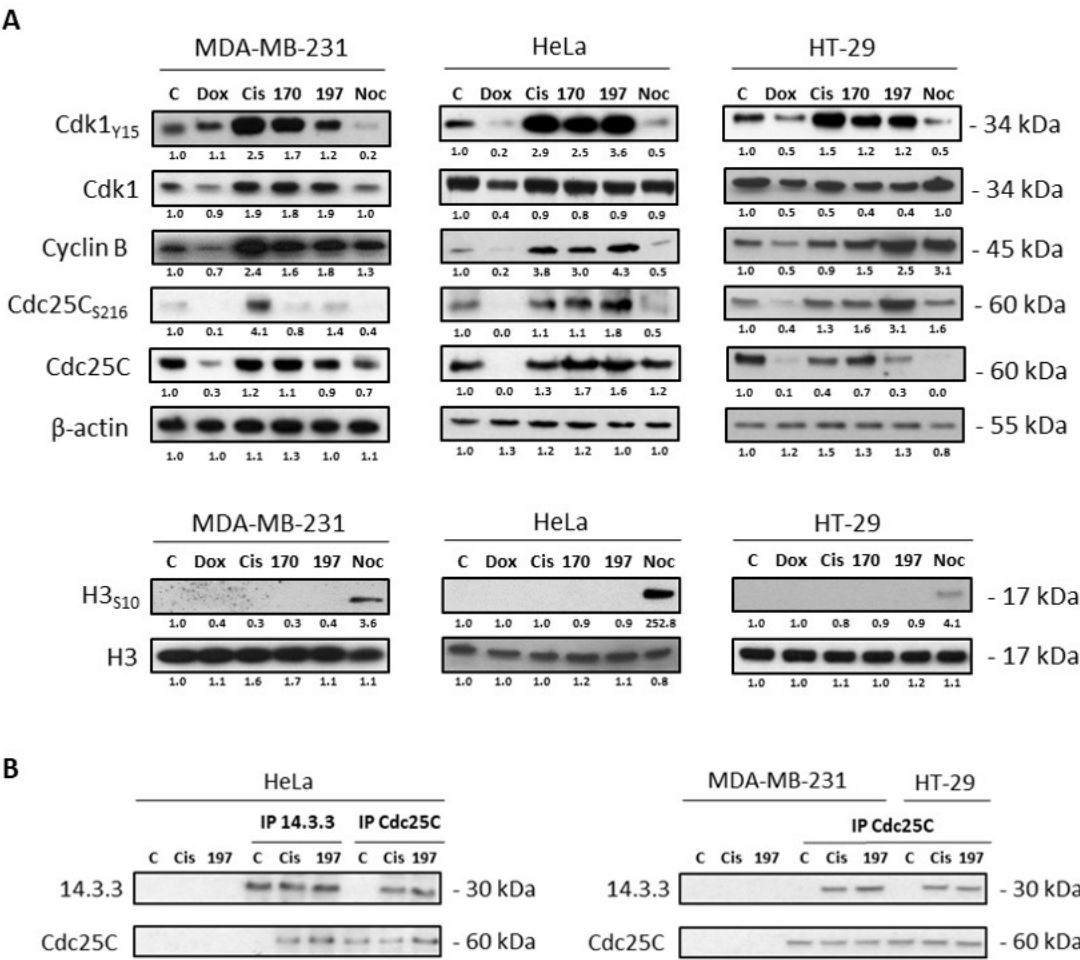 A
MDA-MB-231 HeLa HT-29
C Dox Cis 170 197 Noc C Dox Cis 170 197 Noc C Dox Cis 170 197 Noc
Cdk1Y15 - 34 kDa
1.0 1.1 2.5 1.7 1.2 0.2 1.0 0.2 2.9 2.5 3.6 0.5 1.0 0.5 1.5 1.2 1.2 0.5
Cdk1 - 34 kDa
1.0 0.9 1.9 1.8 1.9 1.0 1.0 0.4 0.9 0.8 0.9 0.9 1.0 0.5 0.5 0.4 0.4 1.0
Cyclin B - 45 kDa
1.0 0.7 2.4 1.6 1.8 1.3 1.0 0.2 3.8 3.0 4.3 0.5 1.0 0.5 0.9 1.5 2.5 3.1
Cdc25CS216 - 60 kDa
1.0 0.1 4.1 0.8 1.4 0.4 1.0 0.0 1.1 1.1 1.8 0.5 1.0 0.4 1.3 1.6 3.1 1.6
Cdc25C - 60 kDa
1.0 0.3 1.2 1.1 0.9 0.7 1.0 0.0 1.3 1.7 1.6 1.2 1.0 0.1 0.4 0.7 0.3 0.0
β-actin - 55 kDa
1.0 1.0 1.1 1.3 1.0 1.1 1.0 1.3 1.2 1.2 1.0 1.0 1.0 1.2 1.5 1.3 1.3 0.8
MDA-MB-231 HeLa HT-29
C Dox Cis 170 197 Noc C Dox Cis 170 197 Noc C Dox Cis 170 197 Noc
H3S10 - 17 kDa
1.0 0.4 0.3 0.3 0.4 3.6 1.0 1.0 1.0 0.9 0.9 252.8 1.0 1.0 0.8 0.9 0.9 4.1
H3 - 17 kDa
1.0 1.1 1.6 1.7 1.1 1.1 1.0 1.0 1.0 1.2 1.1 0.8 1.0 1.0 1.1 1.0 1.2 1.1
B
HeLa MDA-MB-231 HT-29
IP 14.3.3 IP Cdc25C IP Cdc25C
C Cis 197 C Cis 197 C Cis 197 C Cis 197 C Cis 197 C Cis 197
14.3.3 - 30 kDa 14.3.3 - 30 kDa
Cdc25C - 60 kDa Cdc25C - 60 kDa